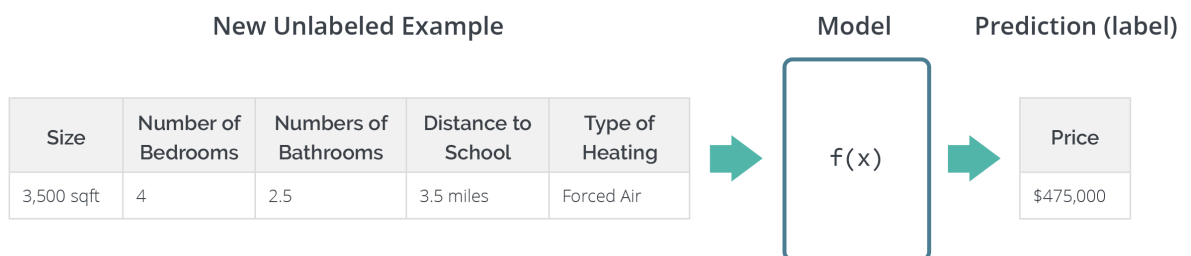 New Unlabeled Example
Model
Prediction (label)
Size
Number of
Bedrooms
Numbers of
Bathrooms
Distance to
School
Type of
Heating
3,500 sqft
4
2.5
3.5 miles
Forced Air
f(x)
Price
$475,000